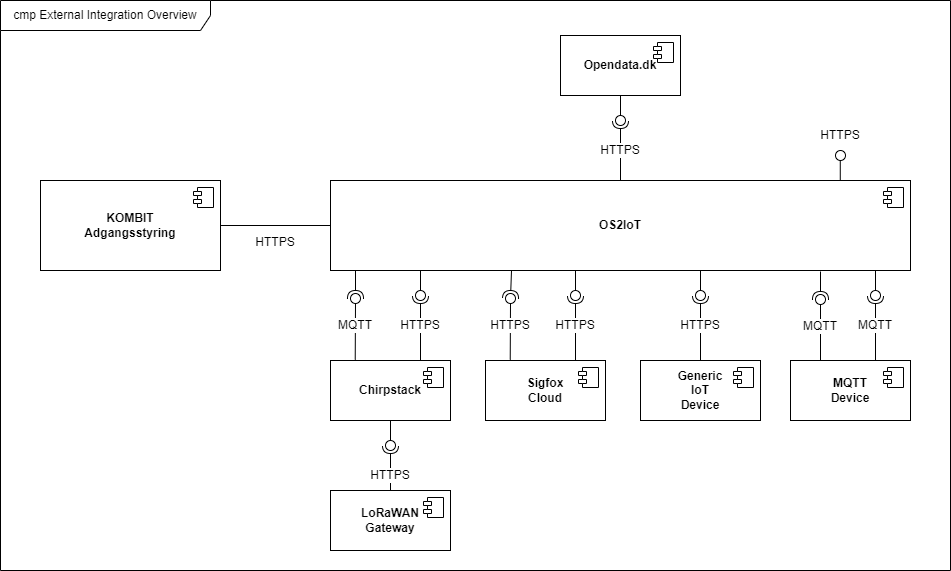 cmp External Integration Overview
Opendata.dk
HTTPS
HTTPS
KOMBIT
Adgangsstyring
HTTPS
OS2IoT
MQTT
HTTPS
HTTPS
HTTPS
HTTPS
MQTT
MQTT
Chirpstack
Sigfox
Cloud
Generic
IoT
Device
MQTT
Device
HTTPS
LoRaWAN
Gateway